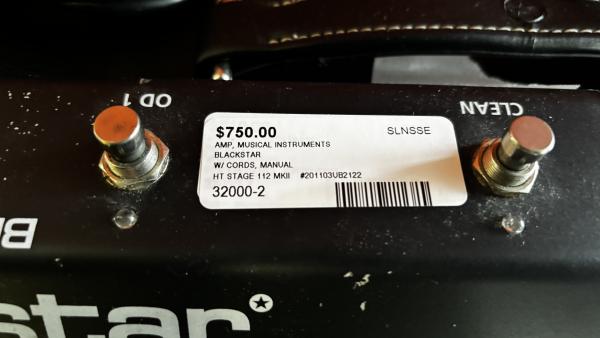 OD 1
CLEAN
$750.00
SLNSSE
AMP, MUSICAL INSTRUMENTS
BLACKSTAR
W/ CORDS, MANUAL
HT STAGE 112 MKII #201103UB2122
32000-2
Bl
star